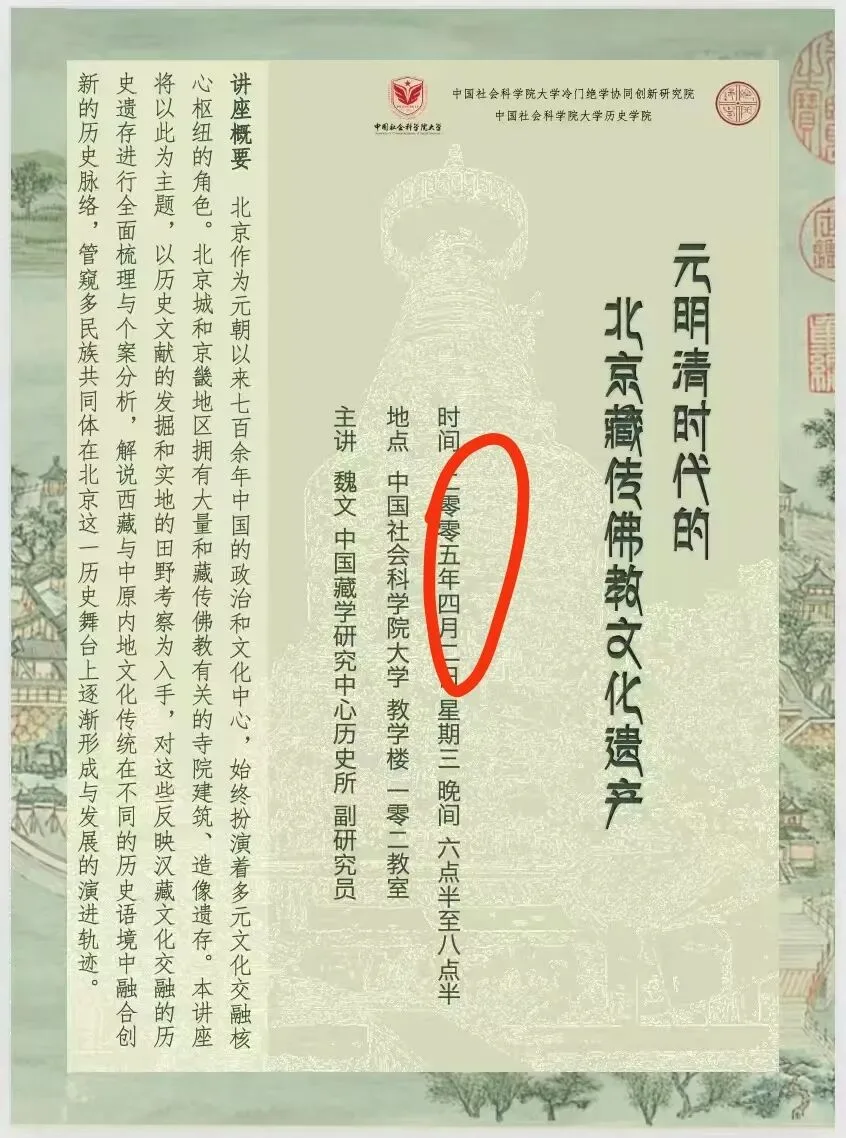 中国社会科学院大学
中国社会科学院大学冷门绝学协同创新研究院
中国社会科学院大学历史学院
元明清时代的
北京藏传佛教文化遗产
时间 二零零五年四月二日 星期三 晚间 六点半至八点半
地点 中国社会科学院大学 教学楼 一零二教室
主讲 魏文 中国藏学研究中心历史所 副研究员
讲座概要 北京作为元朝以来七百余年中国的政治和文化中心，始终扮演着多元文化交融核
心枢纽的角色。北京城和京畿地区拥有大量和藏传佛教有关的寺院建筑、造像遗存。本讲座
将以此为主题，以历史文献的发掘和实地的田野考察为入手，对这些反映汉藏文化交融的历
史遗存进行全面梳理与个案分析，解说西藏与中原内地文化传统在不同的历史语境中融合创
新的历史脉络，管窥多民族共同体在北京这一历史舞台上逐渐形成与发展的演进轨迹。